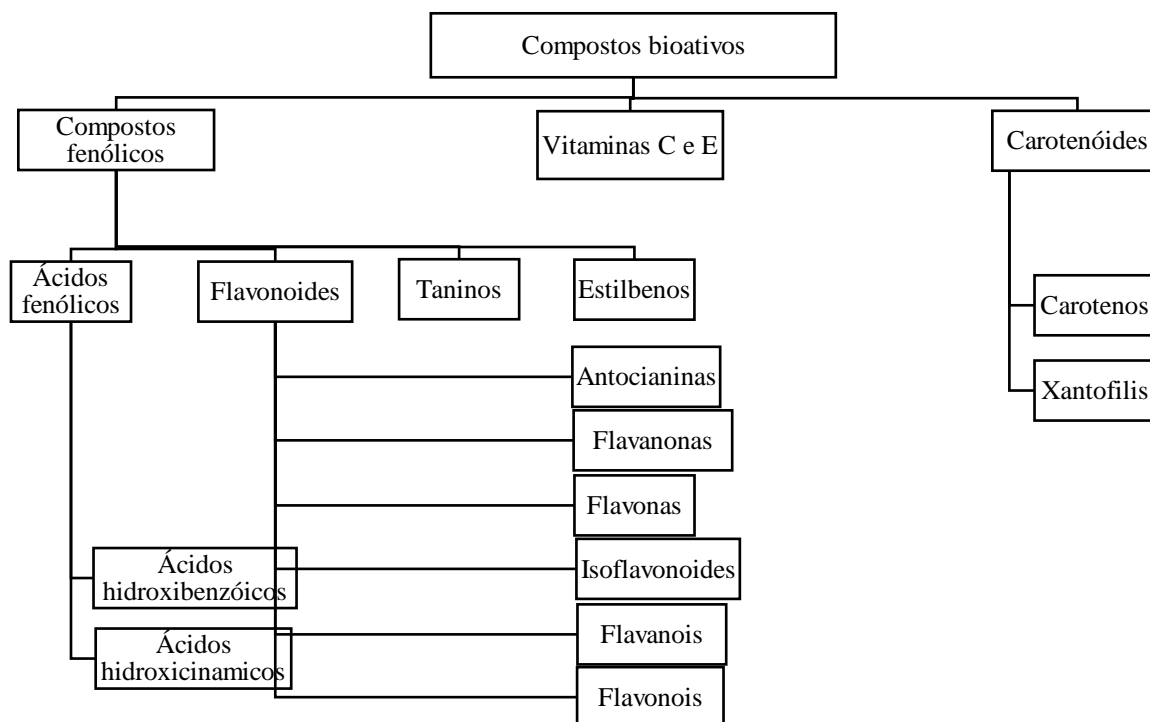 Compostos bioativos
Compostos
fenólicos
Vitaminas C e E
Carotenóides
Ácidos
fenólicos
Flavonoides
Taninos
Estilbenos
Carotenos
Xantofilis
Antocianinas
Flavanonas
Flavonas
Isoflavonoides
Flavanois
Flavonois
Ácidos
hidroxibenzóicos
Ácidos
hidroxicinamicos